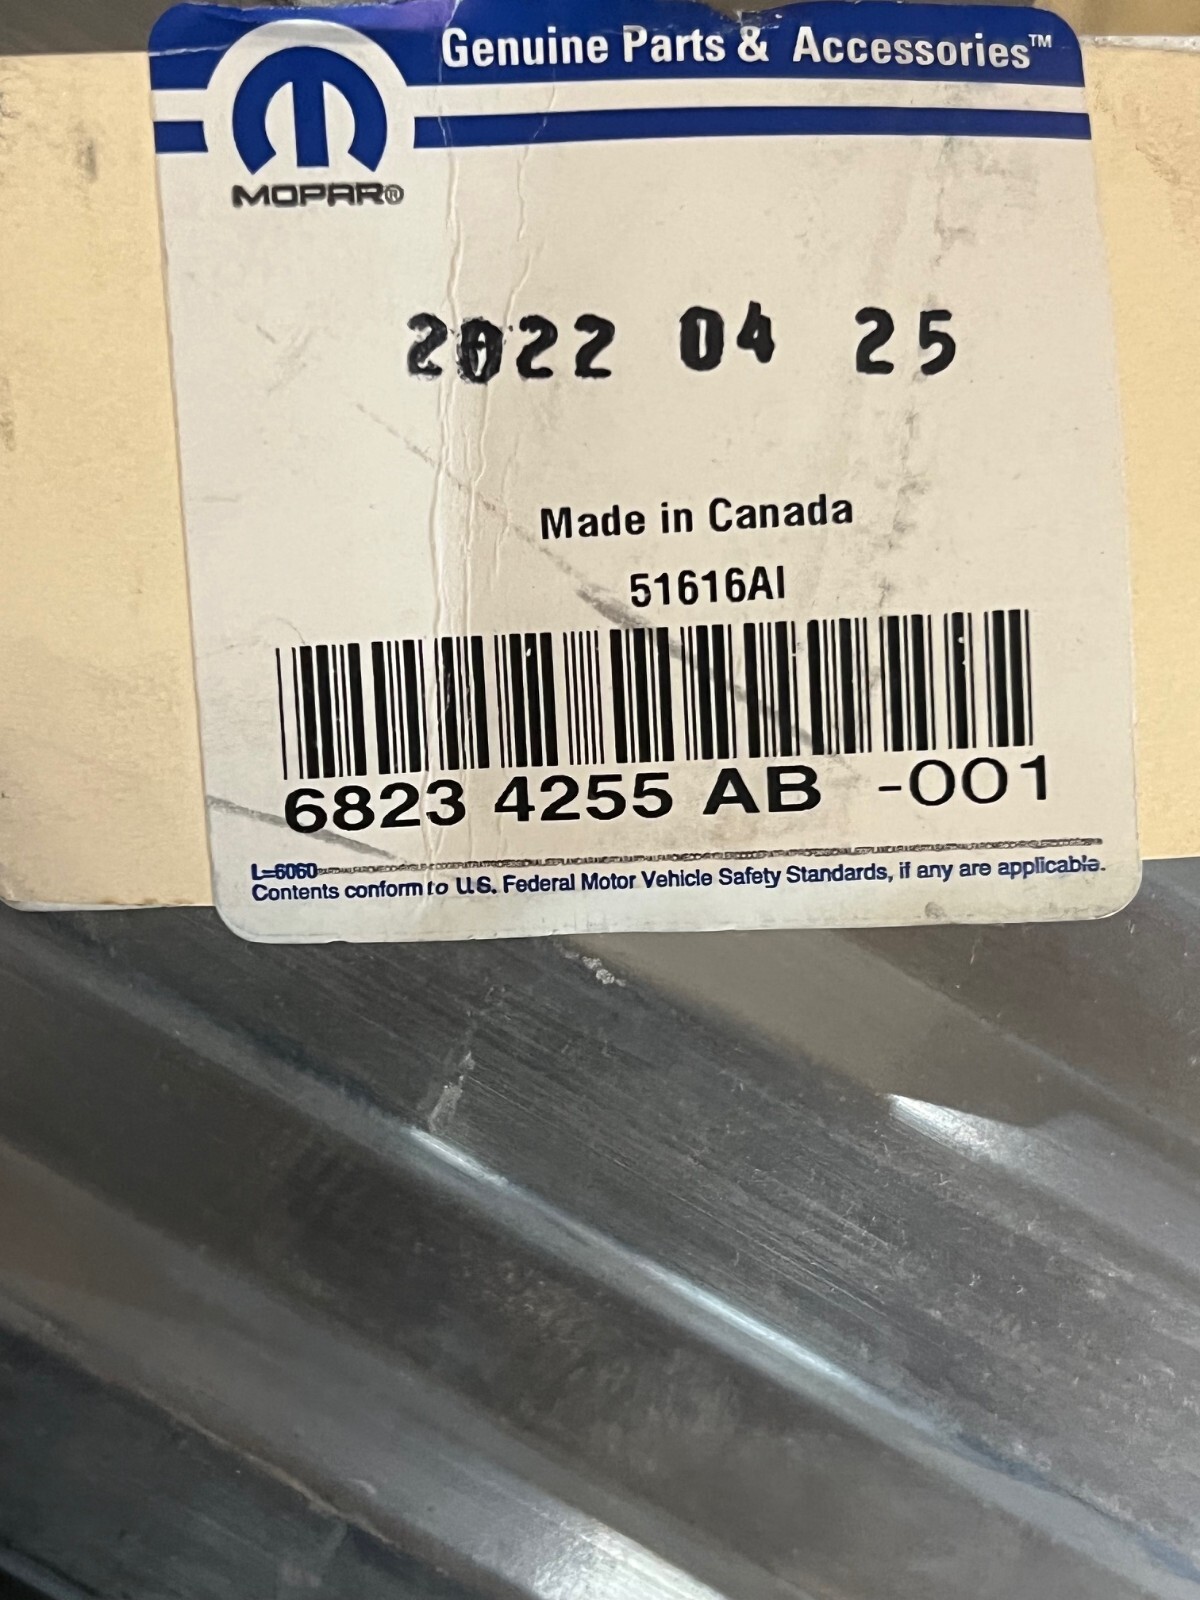 Genuine Parts & Accessories™
MOPAR®
2022 04 25
Made in Canada
51616AI
6823 4255 AB -001
L-6060
Contents conform to U.S. Federal Motor Vehicle Safety Standards, if any are applicable.